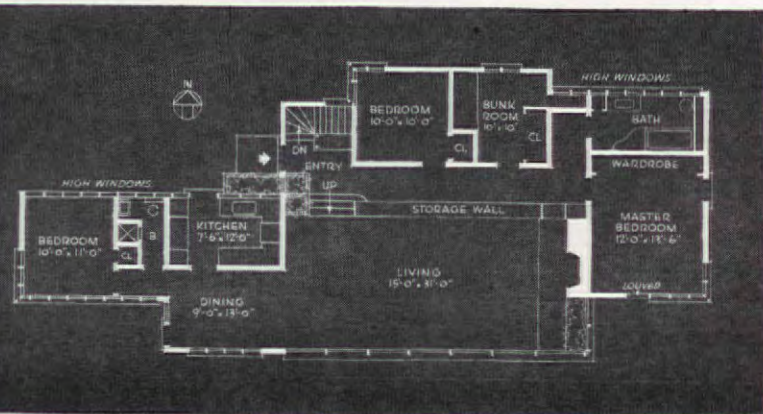 N
HIGH WINDOWS
BEDROOM
10'-0" x 10'-0"
BUNK
ROOM
10' x 10'
BATH
CL
CL
DN
ENTRY
UP
WARDROBE
HIGH WINDOWS
STORAGE WALL
BEDROOM
10'-0" x 11'-0"
B
CL
KITCHEN
7'-6" x 12'-0"
MASTER
BEDROOM
12'-0" x 13'-6"
LIVING
15'-0" x 31'-0"
LOUVER
DINING
9'-0" x 13'-0"